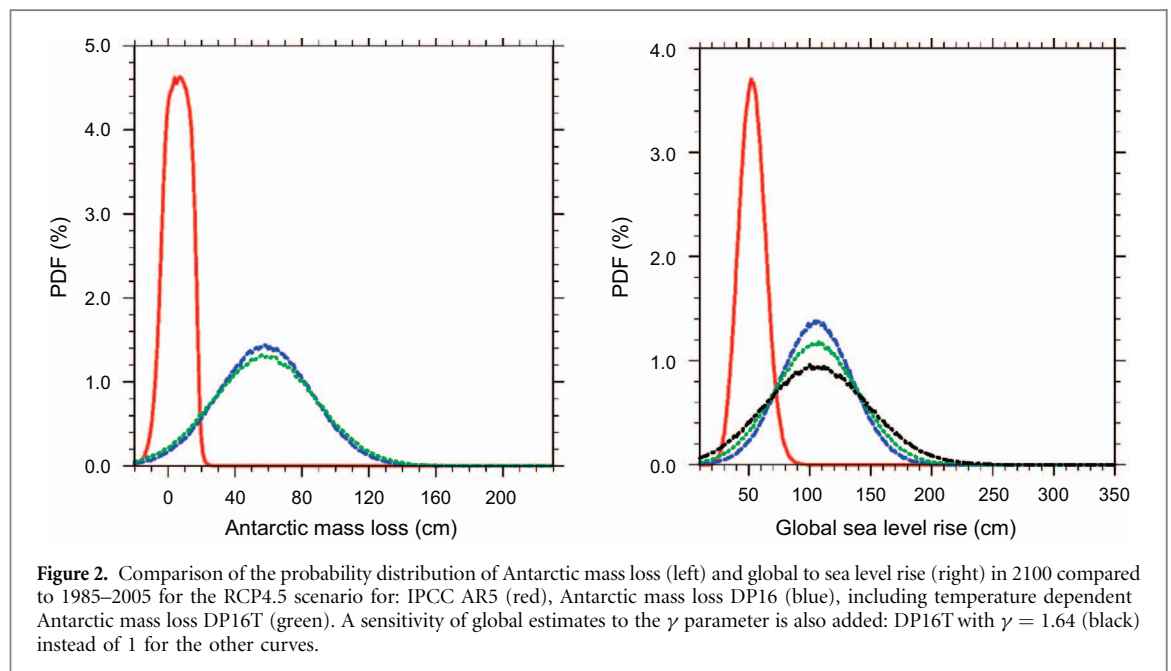 5.0
4.0
3.0
2.0
1.0
0.0
PDF (%)
0 40 80 120 160 200
Antarctic mass loss (cm)
4.0
3.0
2.0
1.0
0.0
PDF (%)
50 100 150 200 250 300 350
Global sea level rise (cm)
Figure 2. Comparison of the probability distribution of Antarctic mass loss (left) and global to sea level rise (right) in 2100 compared
to 1985–2005 for the RCP4.5 scenario for: IPCC AR5 (red), Antarctic mass loss DP16 (blue), including temperature dependent
Antarctic mass loss DP16T (green). A sensitivity of global estimates to the γ parameter is also added: DP16T with γ = 1.64 (black)
instead of 1 for the other curves.